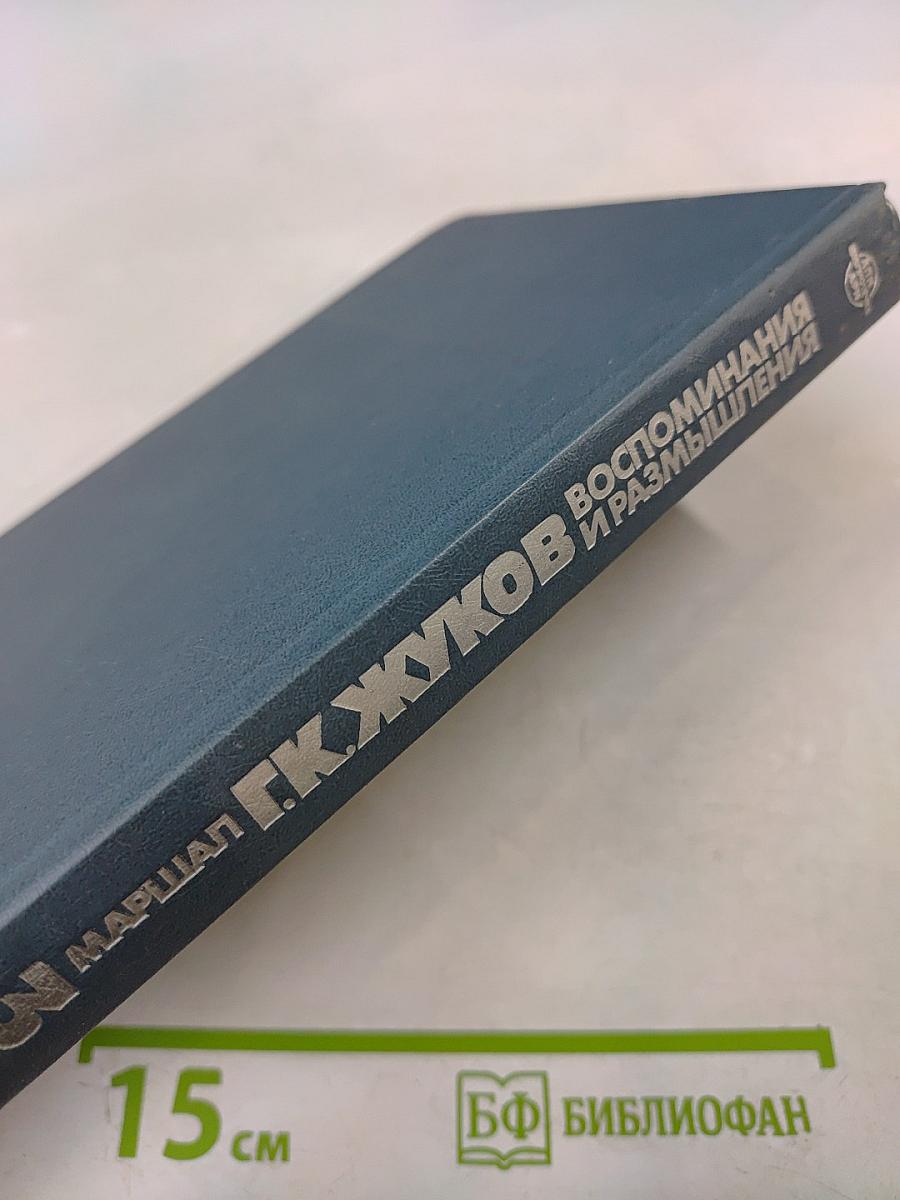 3
МАРШАЛ
Г.К. ЖУКОВ
ВОСПОМИНАНИЯ
И РАЗМЫШЛЕНИЯ
15 см
БФ БИБЛИОФАН